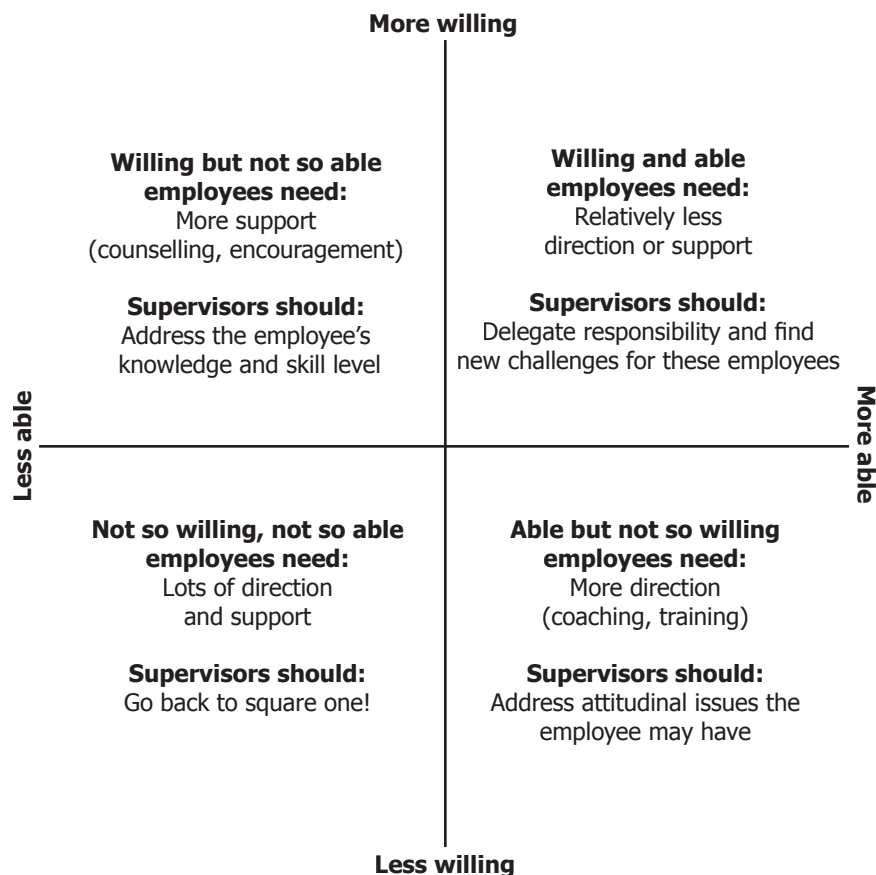 More willing
Willing but not so able
employees need:
More support
(counselling, encouragement)
Supervisors should:
Address the employee’s
knowledge and skill level
Willing and able
employees need:
Relatively less
direction or support
Supervisors should:
Delegate responsibility and find
new challenges for these employees
Less able
More able
Not so willing, not so able
employees need:
Lots of direction
and support
Supervisors should:
Go back to square one!
Able but not so willing
employees need:
More direction
(coaching, training)
Supervisors should:
Address attitudinal issues the
employee may have
Less willing